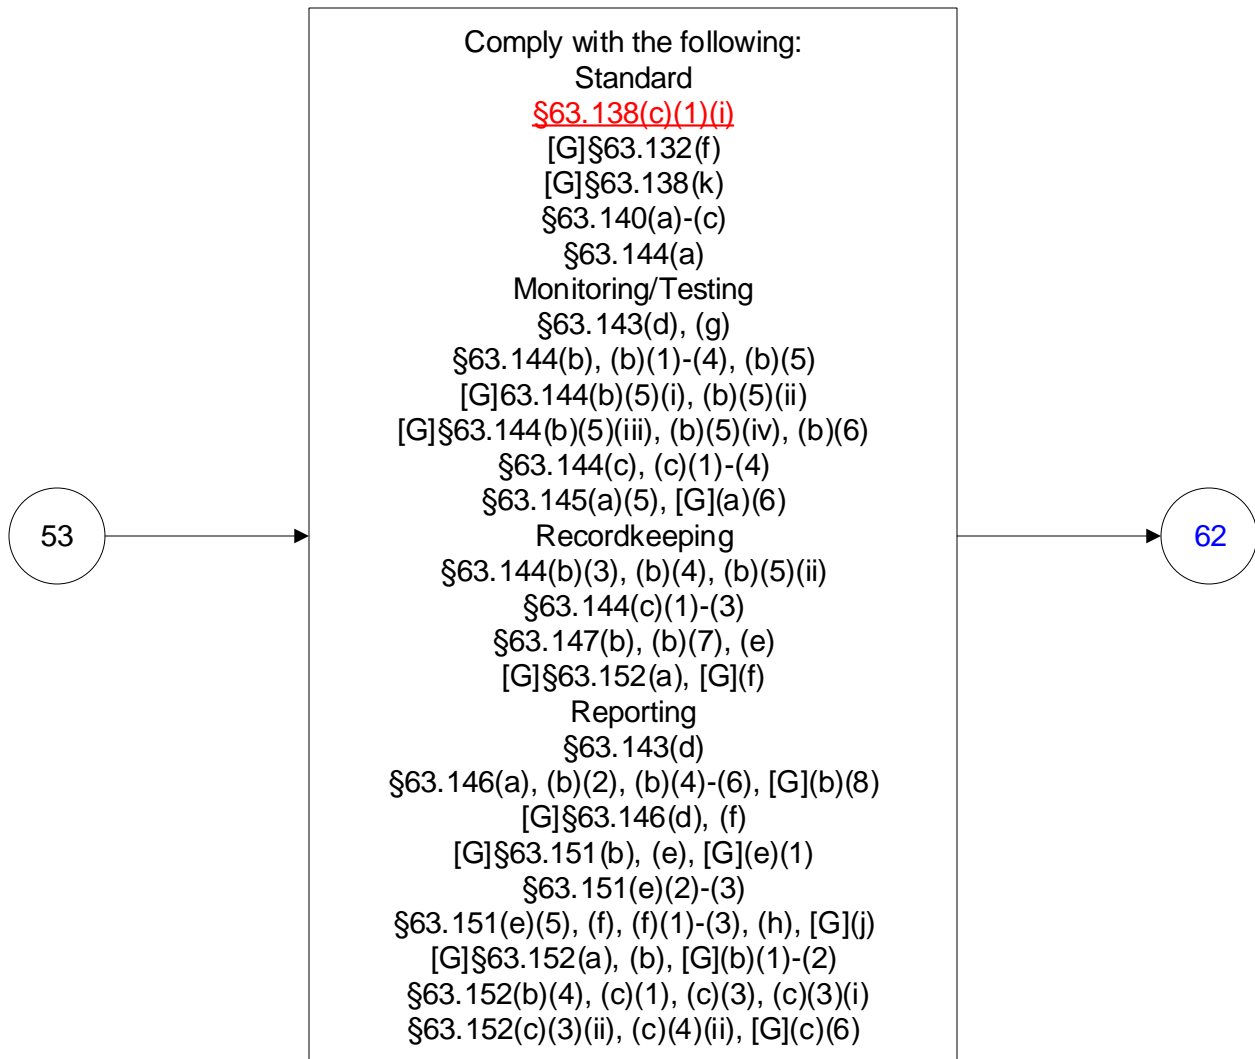 Comply with the following:
Standard
§63.138(c)(1)(i)
[G]§63.132(f)
[G]§63.138(k)
§63.140(a)-(c)
§63.144(a)
Monitoring/Testing
§63.143(d), (g)
§63.144(b), (b)(1)-(4), (b)(5)
[G]63.144(b)(5)(i), (b)(5)(ii)
[G]§63.144(b)(5)(iii), (b)(5)(iv), (b)(6)
§63.144(c), (c)(1)-(4)
§63.145(a)(5), [G](a)(6)
53
Recordkeeping
62
§63.144(b)(3), (b)(4), (b)(5)(ii)
§63.144(c)(1)-(3)
§63.147(b), (b)(7), (e)
[G]§63.152(a), [G](f)
Reporting
§63.143(d)
§63.146(a), (b)(2), (b)(4)-(6), [G](b)(8)
[G]§63.146(d), (f)
[G]§63.151(b), (e), [G](e)(1)
§63.151(e)(2)-(3)
§63.151(e)(5), (f), (f)(1)-(3), (h), [G](j)
[G]§63.152(a), (b), [G](b)(1)-(2)
§63.152(b)(4), (c)(1), (c)(3), (c)(3)(i)
§63.152(c)(3)(ii), (c)(4)(ii), [G](c)(6)